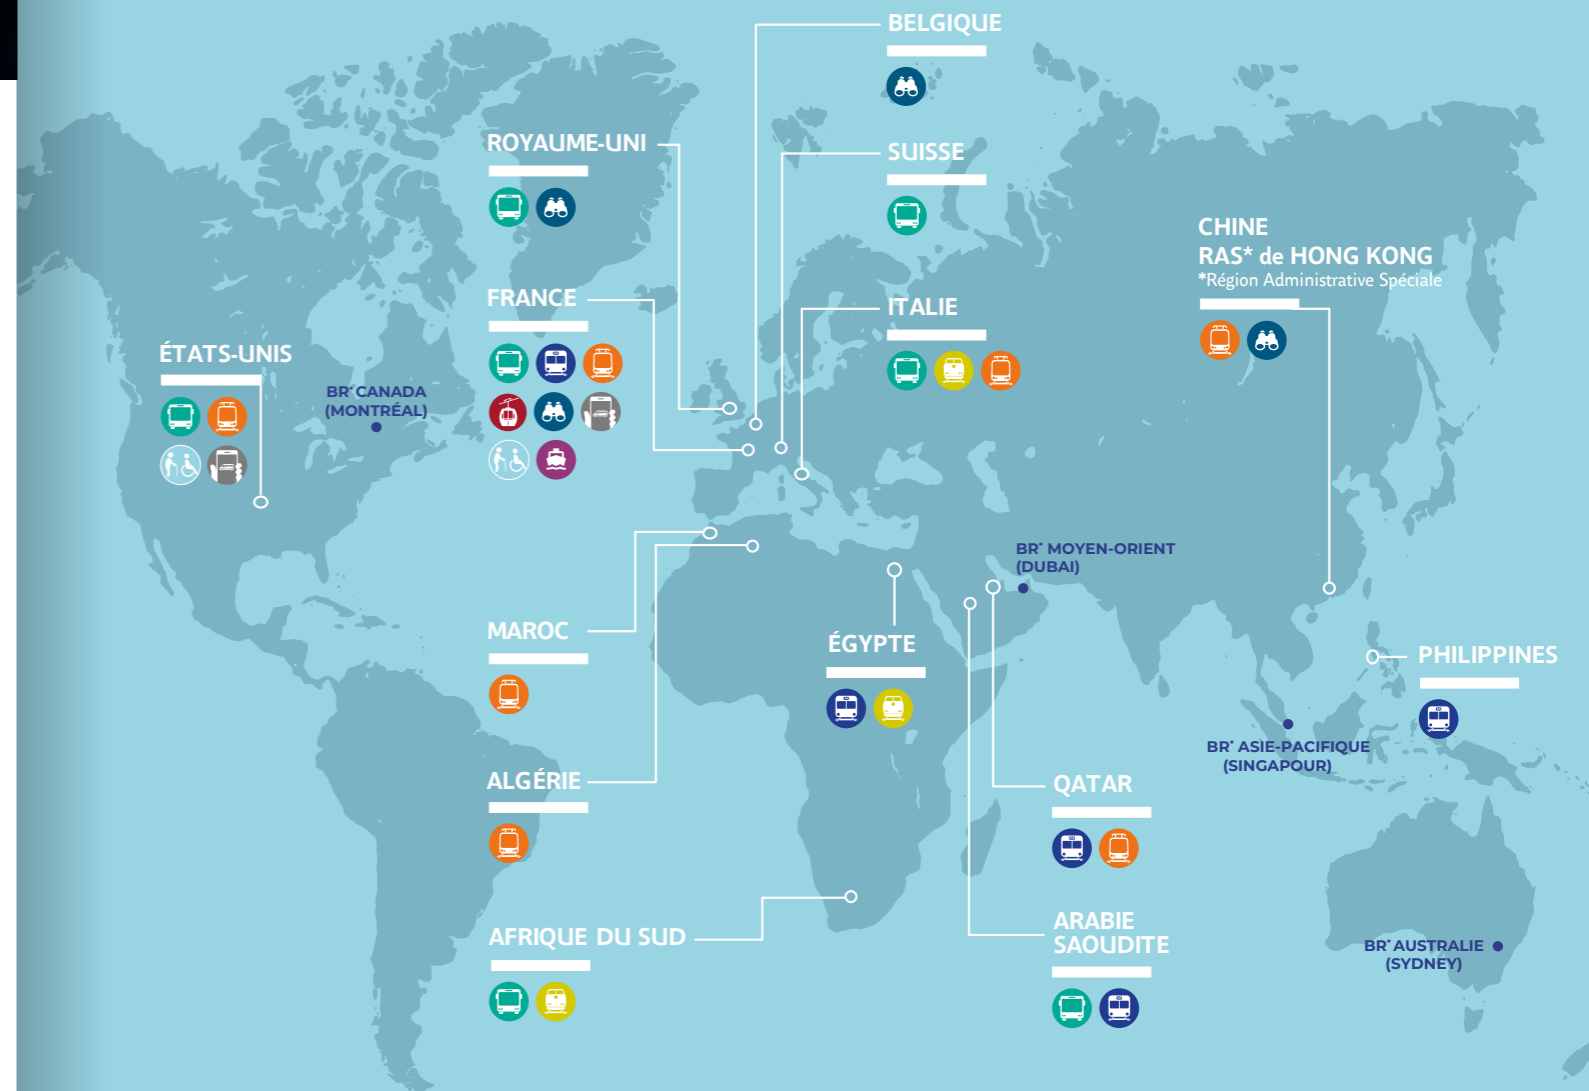 BELGIQUE
ROYAUME-UNI
SUISSE
CHINE
RAS* de HONG KONG
*Région Administrative Spéciale
FRANCE
ITALIE
ÉTATS-UNIS
BR* CANADA
(MONTRÉAL)
BR* MOYEN-ORIENT
(DUBAI)
MAROC
ÉGYPTE
PHILIPPINES
BR* ASIE-PACIFIQUE
(SINGAPOUR)
ALGÉRIE
QATAR
AFRIQUE DU SUD
ARABIE
SAOUDITE
BR* AUSTRALIE
(SYDNEY)